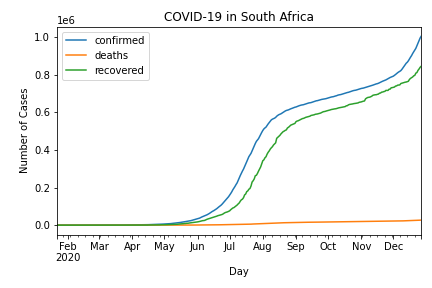 COVID-19 in South Africa
1e6
1.0
0.8
0.6
0.4
0.2
0.0
Number of Cases
confirmed
deaths
recovered
Feb Mar Apr May Jun Jul Aug Sep Oct Nov Dec
2020
Day